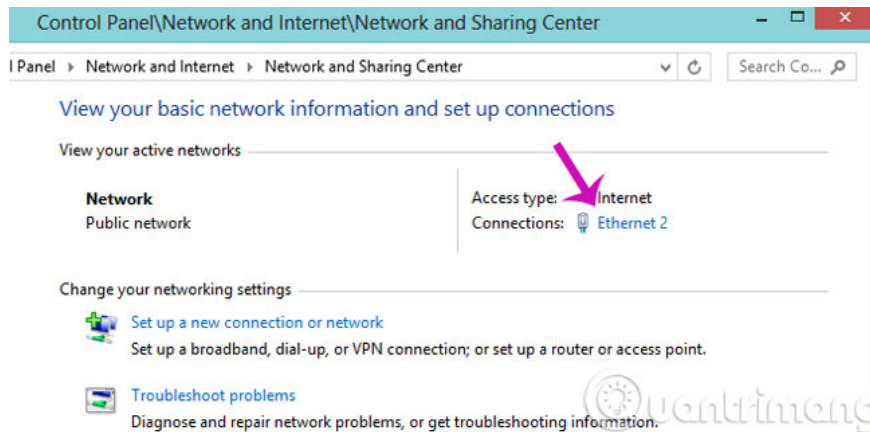 Control Panel\Network and Internet\Network and Sharing Center
l Panel Network and Internet Network and Sharing Center Search Co...
View your basic network information and set up connections
View your active networks
Network Access type: Internet
Public network Connections: Ethernet 2
Change your networking settings
Set up a new connection or network
Set up a broadband, dial-up, or VPN connection; or set up a router or access point.
Troubleshoot problems
Diagnose and repair network problems, or get troubleshooting information.
Quantrimang